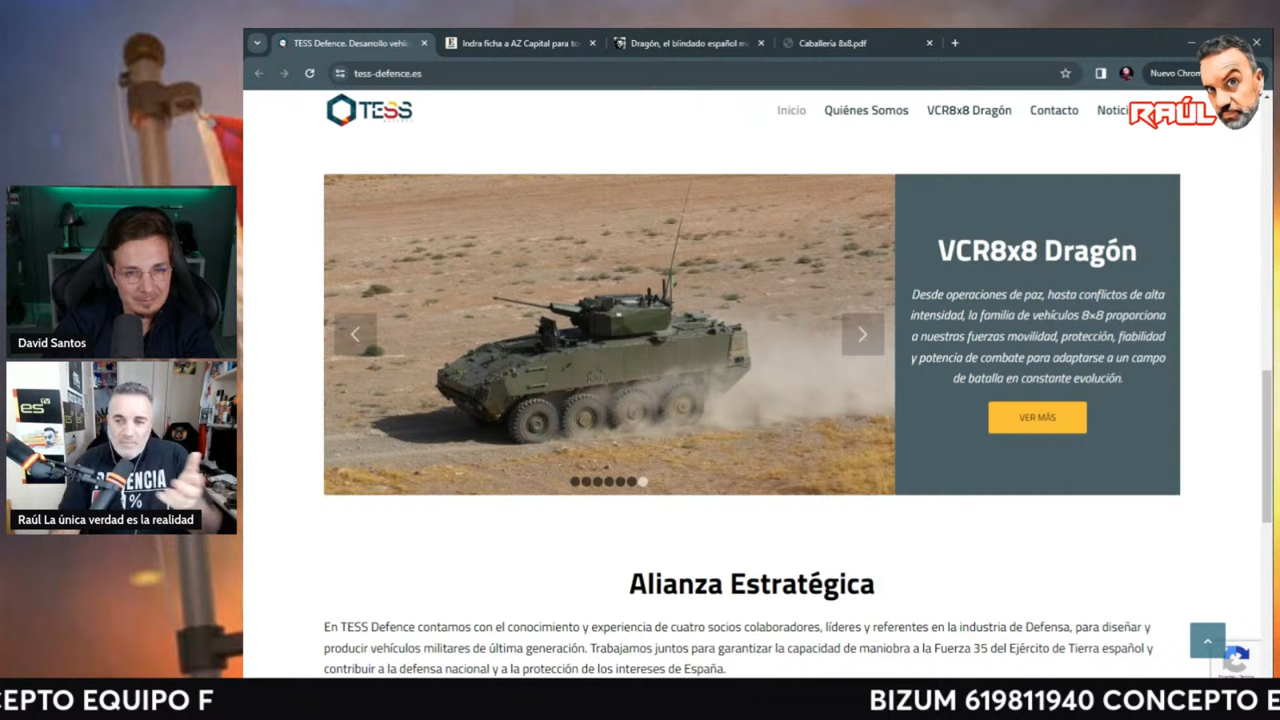 TESS Defence. Desarrollo vehíc
Indra ficha a AZ Capital para to
Dragón, el blindado español m
Caballeria 8x8.pdf
tess-defence.es
Nuevo Chrom
TESS
Inicio
Quiénes Somos
VCR8x8 Dragón
Contacto
Notici
RAÚL
VCR8x8 Dragón
Desde operaciones de paz, hasta conflictos de alta
intensidad, la familia de vehículos 8×8 proporciona
a nuestras fuerzas movilidad, protección, fiabilidad
y potencia de combate para adaptarse a un campo
de batalla en constante evolución.
VER MÁS
David Santos
es
Raúl La única verdad es la realidad
Alianza Estratégica
En TESS Defence contamos con el conocimiento y experiencia de cuatro socios colaboradores, líderes y referentes en la industria de Defensa, para diseñar y
producir vehículos militares de última generación. Trabajamos juntos para garantizar la capacidad de maniobra a la Fuerza 35 del Ejército de Tierra español y
contribuir a la defensa nacional y a la protección de los intereses de España.
CEPTO EQUIPO F
BIZUM 619811940 CONCEPTO E